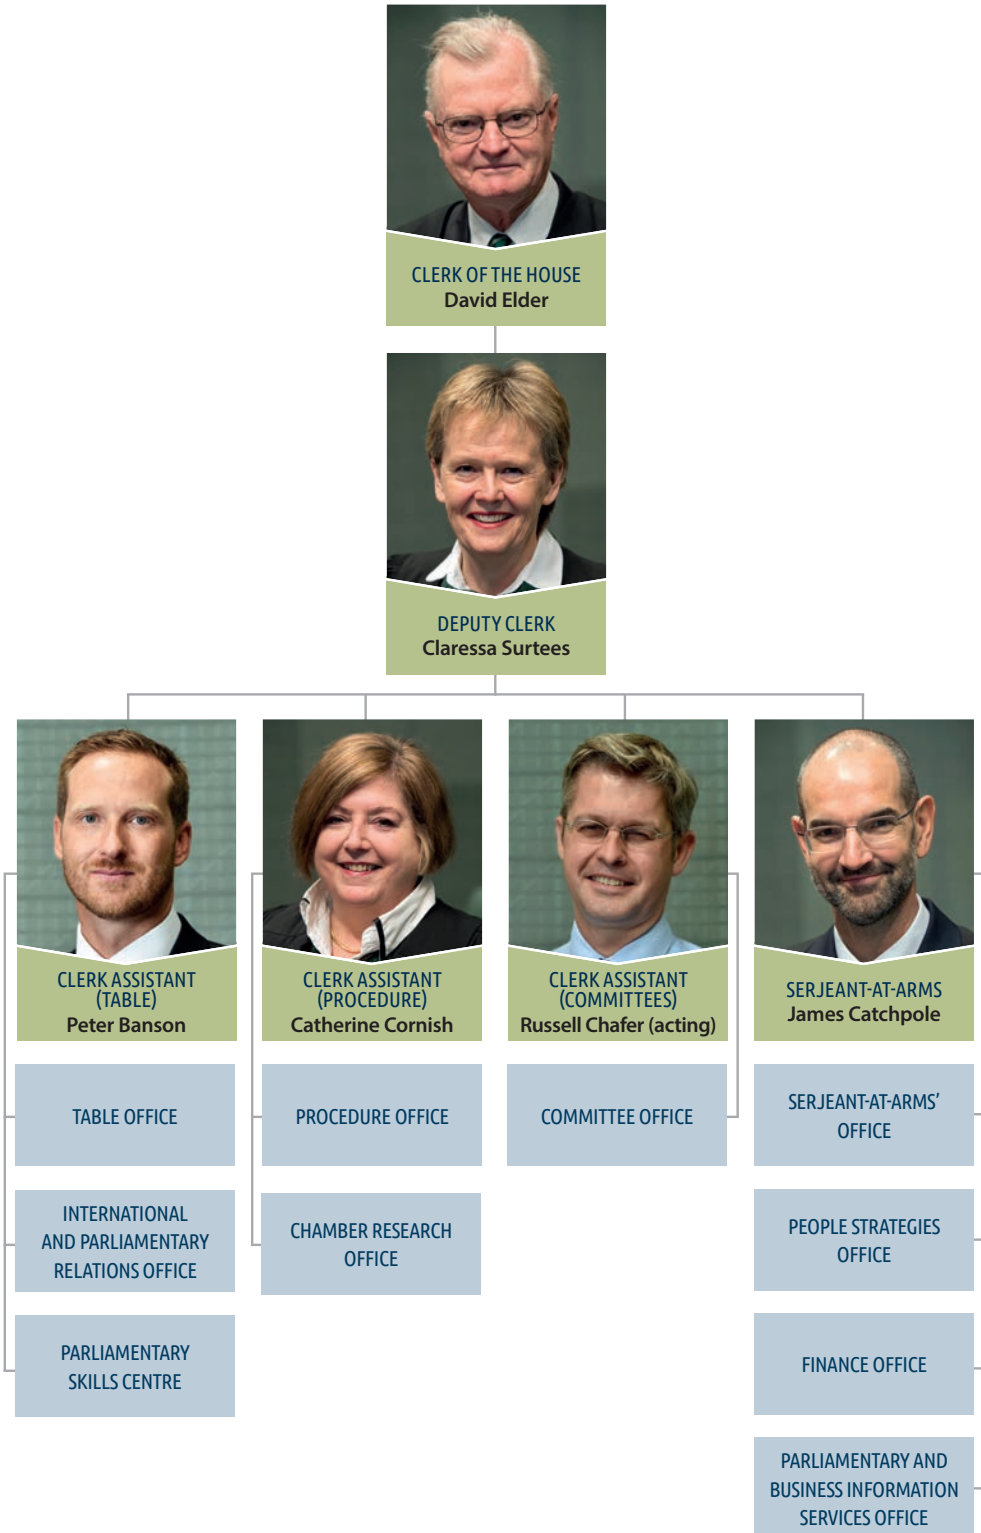 CLERK OF THE HOUSE
David Elder
DEPUTY CLERK
Claressa Surtees
CLERK ASSISTANT
(TABLE)
Peter Banson
CLERK ASSISTANT
(PROCEDURE)
Catherine Cornish
CLERK ASSISTANT
(COMMITTEES)
Russell Chafer (acting)
SERJEANT-AT-ARMS
James Catchpole
TABLE OFFICE
INTERNATIONAL
AND PARLIAMENTARY
RELATIONS OFFICE
PARLIAMENTARY
SKILLS CENTRE
PROCEDURE OFFICE
CHAMBER RESEARCH
OFFICE
COMMITTEE OFFICE
SERJEANT-AT-ARMS’
OFFICE
PEOPLE STRATEGIES
OFFICE
FINANCE OFFICE
PARLIAMENTARY AND
BUSINESS INFORMATION
SERVICES OFFICE